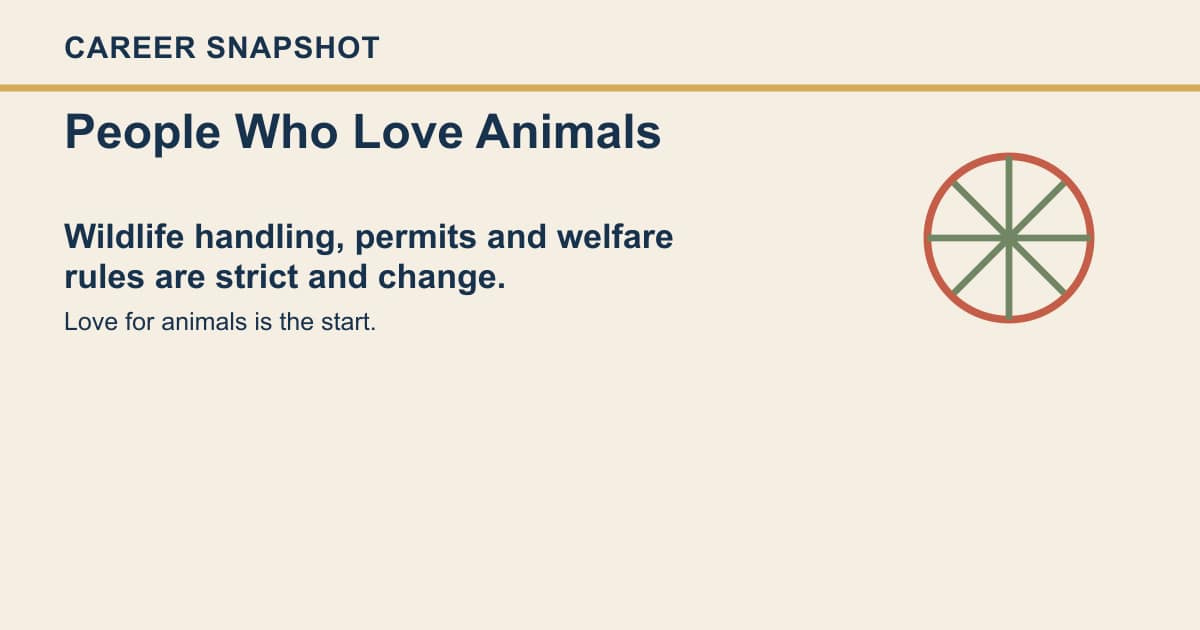 CAREER SNAPSHOT
People Who Love Animals
Wildlife handling, permits and welfare
rules are strict and change.
Love for animals is the start.